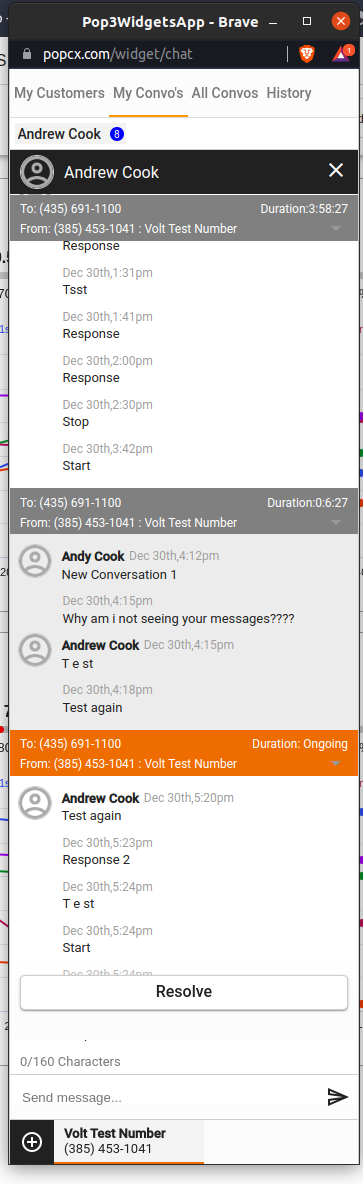 Pop3WidgetsApp - Brave
popcx.com/widget/chat
1
My Customers My Convo's All Convos History
Andrew Cook 8
Andrew Cook
To: (435) 691-1100 Duration:3:58:27
From: (385) 453-1041 : Volt Test Number
Response
Dec 30th,1:31pm
Tsst
Dec 30th,1:41pm
Response
Dec 30th,2:00pm
Response
Dec 30th,2:30pm
Stop
Dec 30th,3:42pm
Start
To: (435) 691-1100 Duration:0:6:27
From: (385) 453-1041 : Volt Test Number
Andy Cook Dec 30th,4:12pm
New Conversation 1
Dec 30th,4:15pm
Why am i not seeing your messages????
Andrew Cook Dec 30th,4:15pm
T e st
Dec 30th,4:18pm
Test again
To: (435) 691-1100 Duration: Ongoing
From: (385) 453-1041 : Volt Test Number
Andrew Cook Dec 30th,5:20pm
Test again
Dec 30th,5:23pm
Response 2
Dec 30th,5:24pm
T e st
Dec 30th,5:24pm
Start
Dec 30th,5:24pm
Resolve
0/160 Characters
Send message...
Volt Test Number
(385) 453-1041